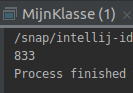 MijnKlasse (1) ×
/snap/intellij-id
833
Process finished